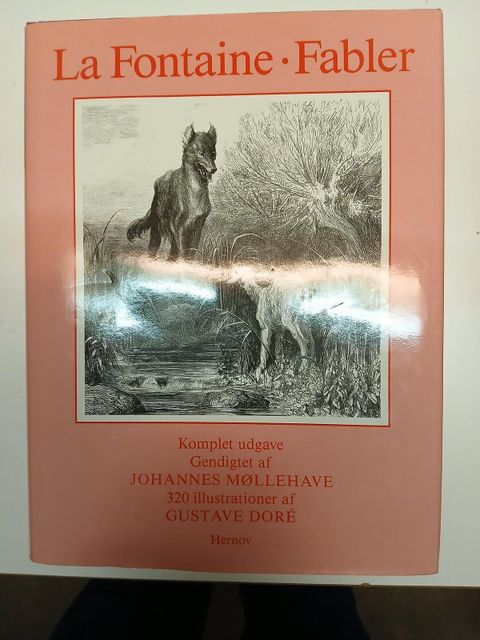 La Fontaine · Fabler
Komplet udgave
Gendigtet af
JOHANNES MØLLEHAVE
320 illustrationer af
GUSTAVE DORÉ
Hernov